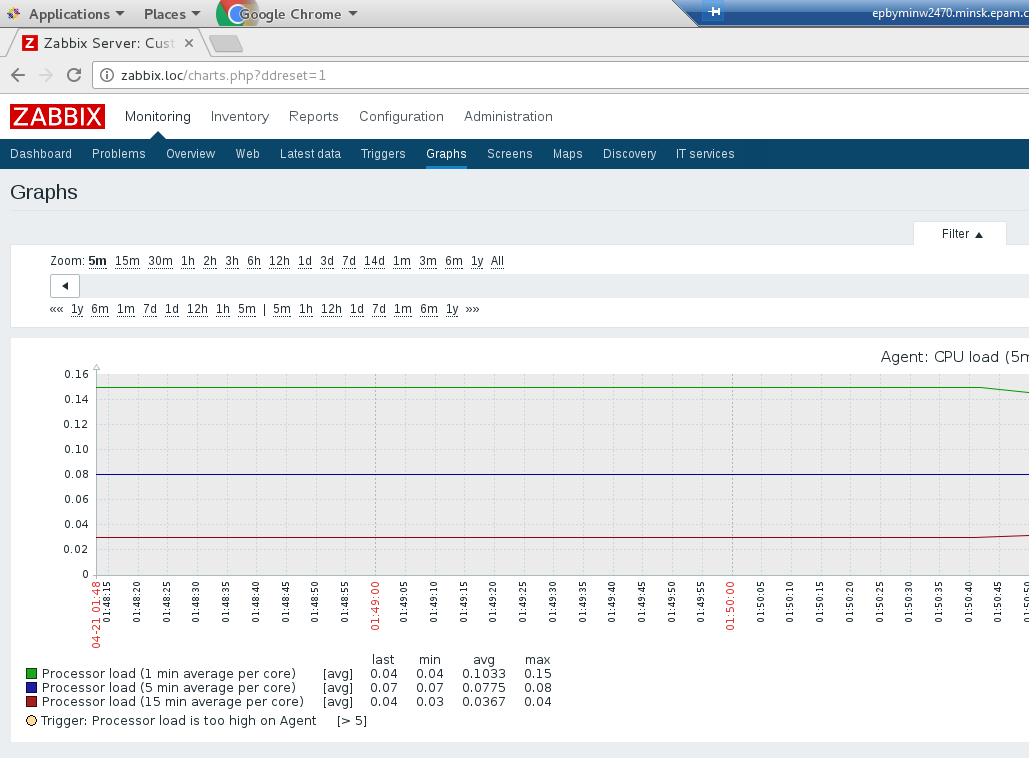 Applications Places Google Chrome epbyminw2470.minsk.epam.c
Z Zabbix Server: Cust ×
zabbix.loc/charts.php?ddreset=1
ZABBIX Monitoring Inventory Reports Configuration Administration
Dashboard Problems Overview Web Latest data Triggers Graphs Screens Maps Discovery IT services
Graphs
Filter ▲
Zoom: 5m 15m 30m 1h 2h 3h 6h 12h 1d 3d 7d 14d 1m 3m 6m 1y All
◄
«« 1y 6m 1m 7d 1d 12h 1h 5m | 5m 1h 12h 1d 7d 1m 6m 1y »»
Agent: CPU load (5m
0.16
0.14
0.12
0.10
0.08
0.06
0.04
0.02
0
04-21 01:48 01:48:15 01:48:20 01:48:25 01:48:30 01:48:35 01:48:40 01:48:45 01:48:50 01:48:55 01:49:00 01:49:05 01:49:10 01:49:15 01:49:20 01:49:25 01:49:30 01:49:35 01:49:40 01:49:45 01:49:50 01:49:55 01:50:00 01:50:05 01:50:10 01:50:15 01:50:20 01:50:25 01:50:30 01:50:35 01:50:40 01:50:45 01:50:50
last min avg max
Processor load (1 min average per core) [avg] 0.04 0.04 0.1033 0.15
Processor load (5 min average per core) [avg] 0.07 0.07 0.0775 0.08
Processor load (15 min average per core) [avg] 0.04 0.03 0.0367 0.04
Trigger: Processor load is too high on Agent [> 5]